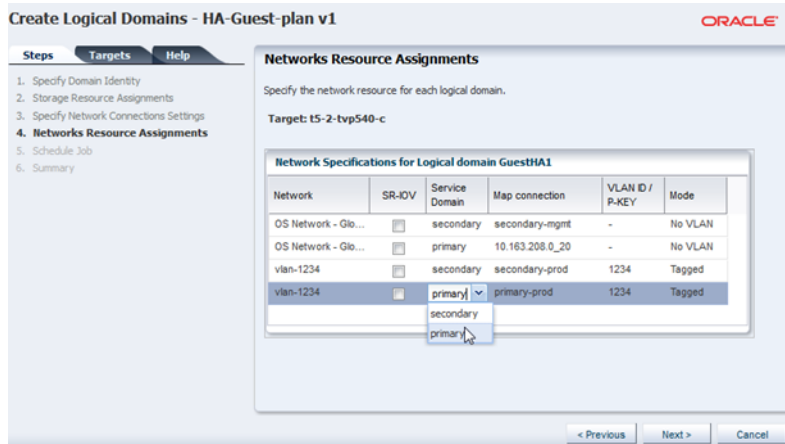 Create Logical Domains - HA-Guest-plan v1
ORACLE
Steps Targets Help
1. Specify Domain Identity
2. Storage Resource Assignments
3. Specify Network Connections Settings
4. Networks Resource Assignments
5. Schedule Job
6. Summary
Networks Resource Assignments
Specify the network resource for each logical domain.
Target: t5-2-tvp540-c
Network Specifications for Logical domain GuestHA1
Network SR-IOV Service Domain Map connection VLAN ID / P-KEY Mode
OS Network - Glo... secondary secondary-mgmt - No VLAN
OS Network - Glo... primary 10.163.208.0_20 - No VLAN
vlan-1234 secondary secondary-prod 1234 Tagged
vlan-1234 primary primary-prod 1234 Tagged
secondary
primary
< Previous Next > Cancel